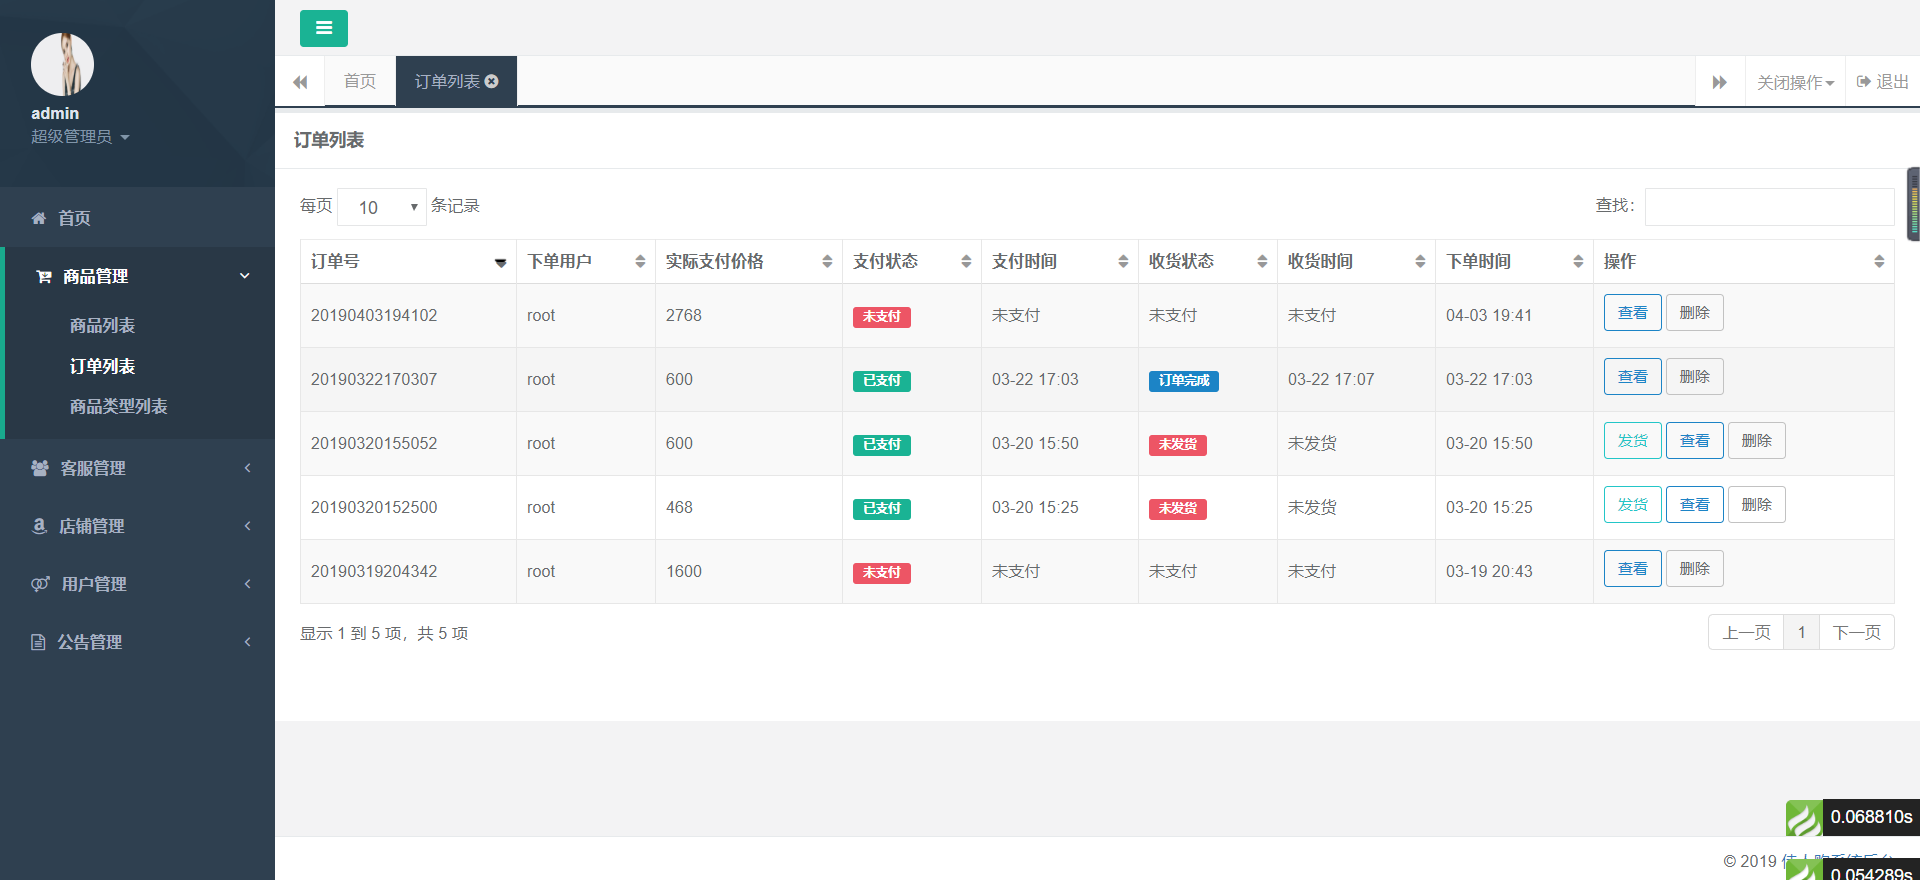 admin
超级管理员
首页
商品管理
商品列表
订单列表
商品类型列表
客服管理
店铺管理
用户管理
公告管理
首页 订单列表 关闭操作 退出
订单列表
每页 10 条记录 查找：
订单号 下单用户 实际支付价格 支付状态 支付时间 收货状态 收货时间 下单时间 操作
20190403194102 root 2768 未支付 未支付 未支付 未支付 04-03 19:41 查看 删除
20190322170307 root 600 已支付 03-22 17:03 订单完成 03-22 17:07 03-22 17:03 查看 删除
20190320155052 root 600 已支付 03-20 15:50 未发货 未发货 03-20 15:50 发货 查看 删除
20190320152500 root 468 已支付 03-20 15:25 未发货 未发货 03-20 15:25 发货 查看 删除
20190319204342 root 1600 未支付 未支付 未支付 未支付 03-19 20:43 查看 删除
显示 1 到 5 项，共 5 项 上一页 1 下一页
0.068810s
© 2019
0.054289s